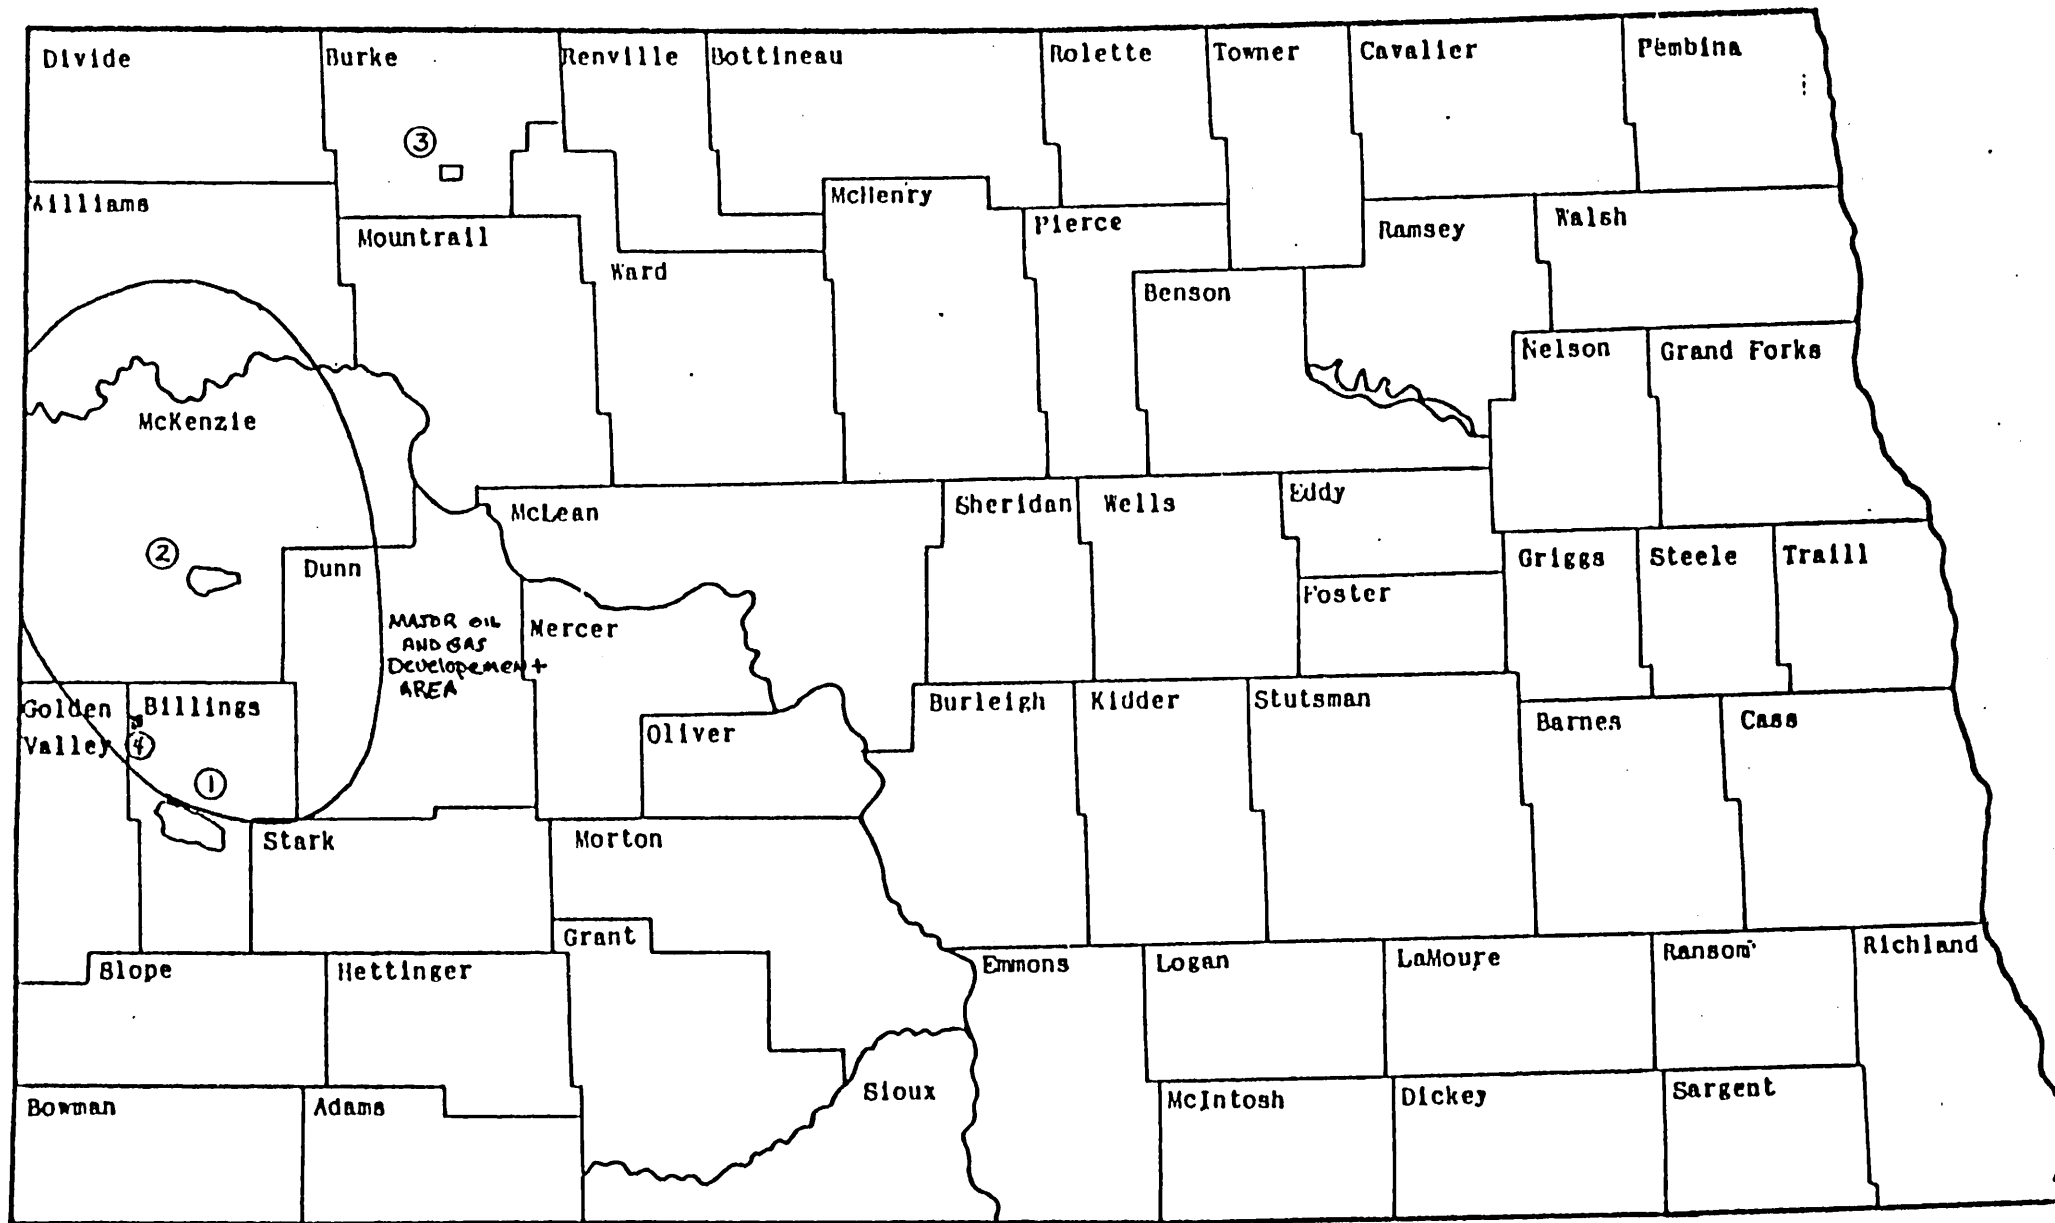 Divide
Burke
Renville
Bottineau
Rolette
Towner
Cavalier
Pembina
③
Williams
Mountrail
Ward
McHenry
Pierce
Ramsey
Walsh
Benson
Nelson
Grand Forks
McKenzie
②
Dunn
McLean
Sheridan
Wells
Eddy
Foster
Griggs
Steele
Traill
MAJOR OIL
AND GAS
Developement
AREA
Mercer
Golden
Valley
Billings
④
①
Oliver
Burleigh
Kidder
Stutsman
Barnes
Cass
Stark
Morton
Grant
Slope
Hettinger
Emmons
Logan
LaMoure
Ransom
Richland
Bowman
Adams
Sioux
McIntosh
Dickey
Sargent